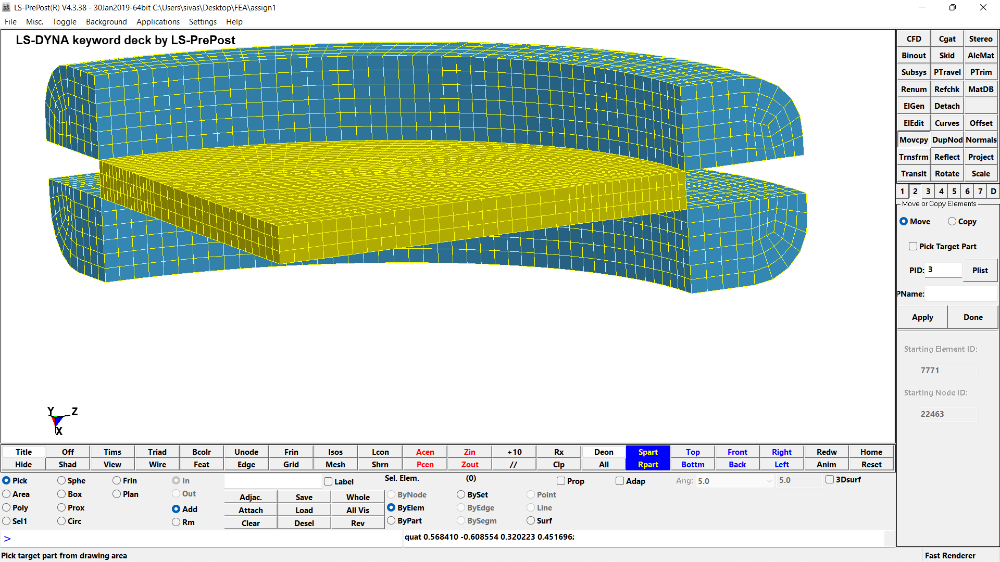 LS-PrePost(R) V4.3.38 - 30Jan2019-64bit C:\Users\sivas\Desktop\FEA\assign1
File Misc. Toggle Background Applications Settings Help
LS-DYNA keyword deck by LS-PrePost
CFD Cgat Stereo
Binout Skid AleMat
Subsys PTravel PTrim
Renum Refchk MatDB
ElGen Detach
ElEdit Curves Offset
Movcpy DupNod Normals
Trnsfrm Reflect Project
Translt Rotate Scale
1 2 3 4 5 6 7 D
Move or Copy Elements
Move Copy
Pick Target Part
PID: 3 Plist
PName:
Apply Done
Starting Element ID:
7771
Starting Node ID:
22463
Y Z
X
Title Off Tims Triad Bcolr Unode Frin Isos Lcon Acen Zin +10 Rx Deon Spart Top Front Right Redw Home
Hide Shad View Wire Feat Edge Grid Mesh Shrn Pcen Zout // Clp All Rpart Bottm Back Left Anim Reset
Pick Sphe Frin In Label Sel. Elem. (0) Prop Adap Ang: 5.0 5.0 3Dsurf
Area Box Plan Out Adjac. Save Whole ByNode BySet Point
Poly Prox Add Attach Load All Vis ByElem ByEdge Line
Sel1 Circ Rm Clear Desel Rev ByPart BySegm Surf
> quat 0.568410 -0.608554 0.320223 0.451696;
Pick target part from drawing area Fast Renderer